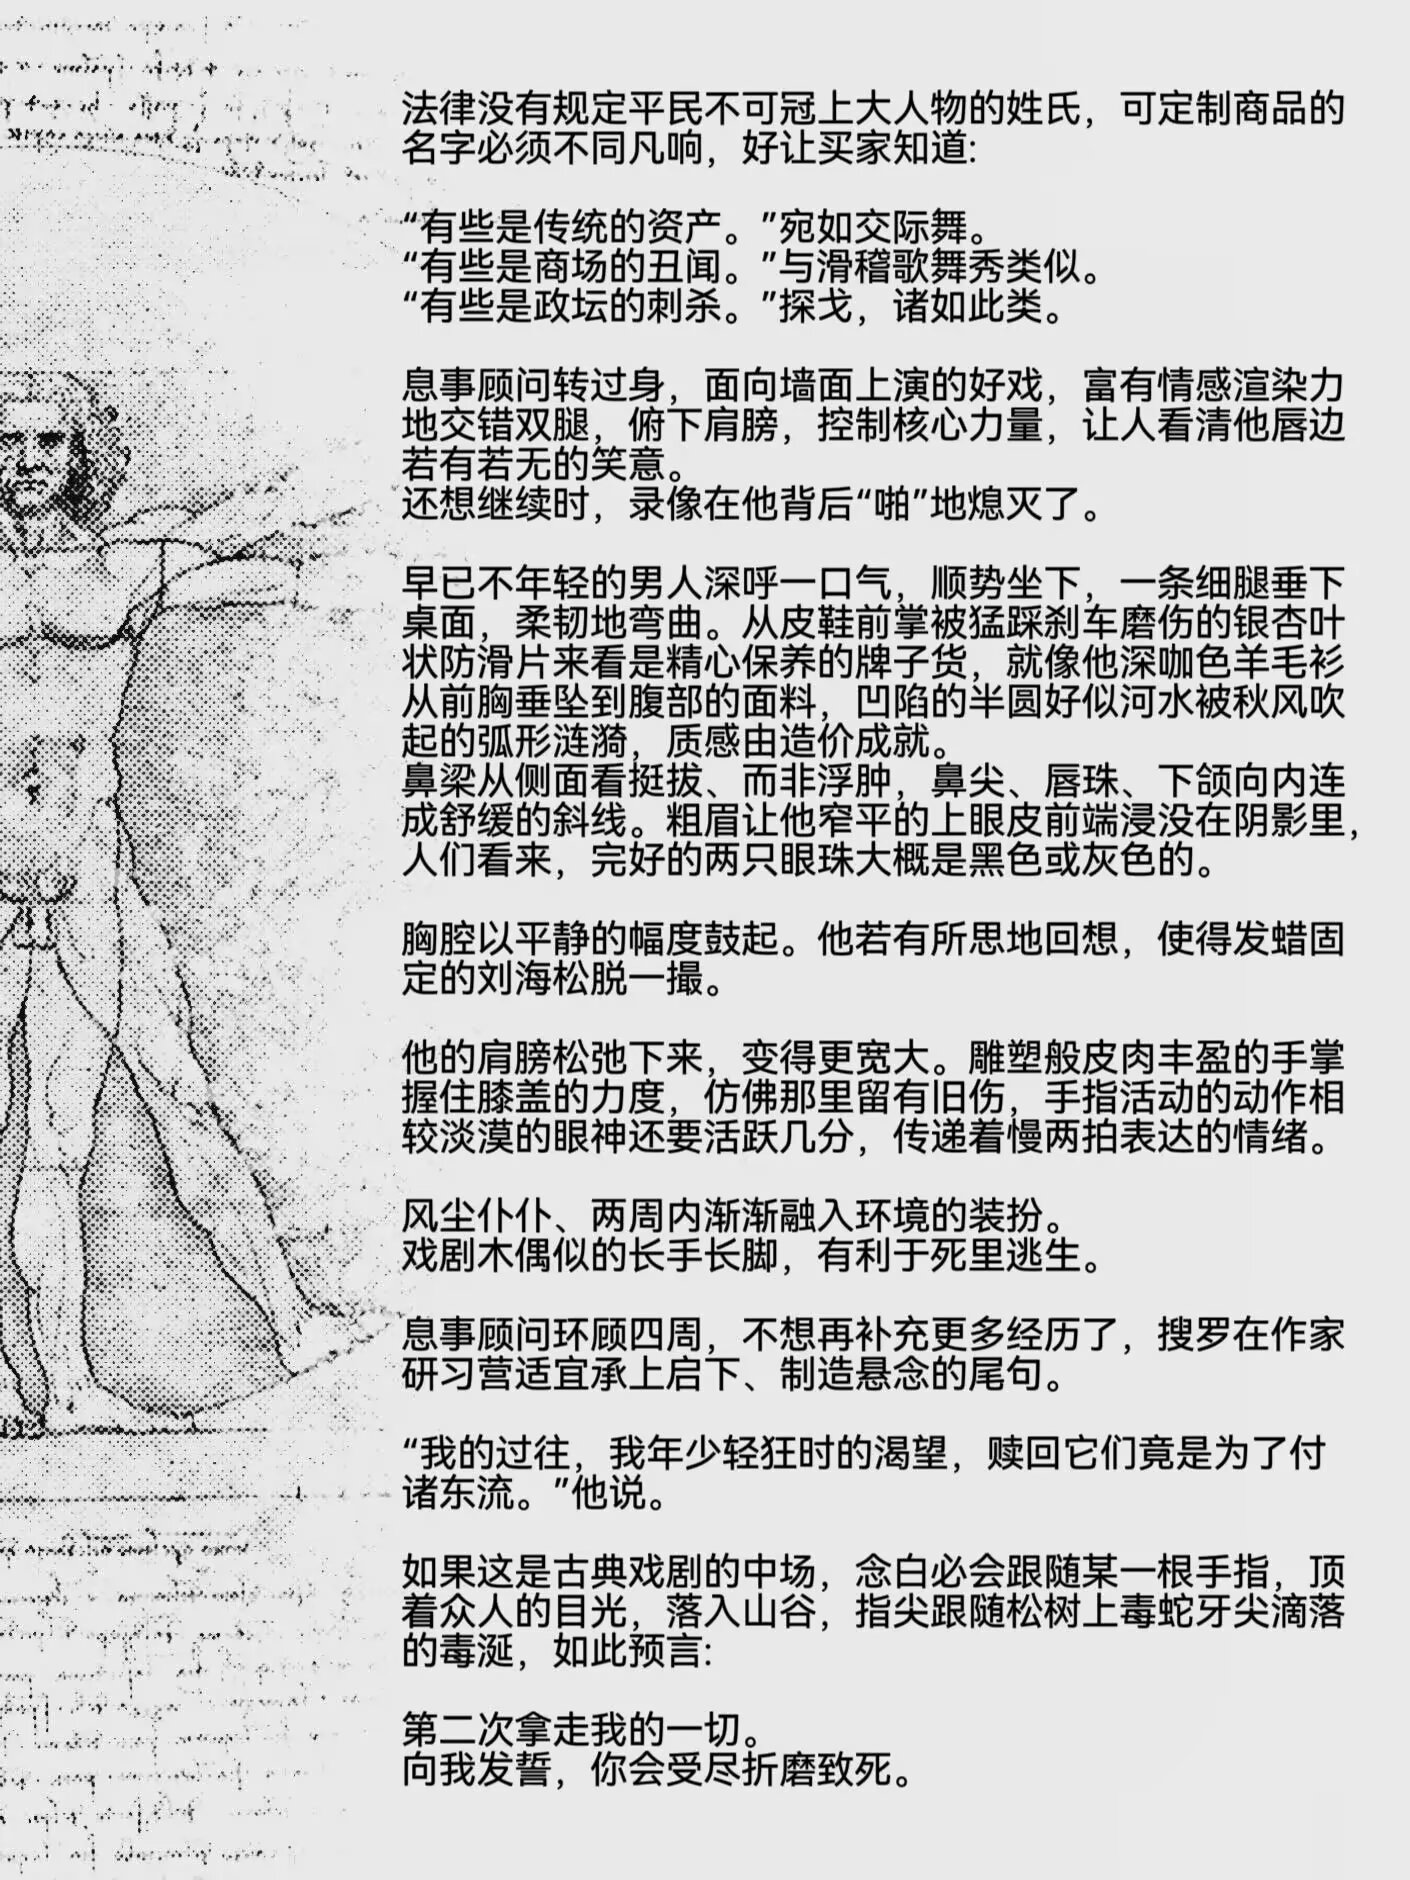 法律没有规定平民不可冠上大人物的姓氏，可定制商品的
名字必须不同凡响，好让买家知道:
“有些是传统的资产。”宛如交际舞。
“有些是商场的丑闻。”与滑稽歌舞秀类似。
“有些是政坛的刺杀。”探戈，诸如此类。
息事顾问转过身，面向墙面上演的好戏，富有情感渲染力
地交错双腿，俯下肩膀，控制核心力量，让人看清他唇边
若有若无的笑意。
还想继续时，录像在他背后“啪”地熄灭了。
早已不年轻的男人深呼一口气，顺势坐下，一条细腿垂下
桌面，柔韧地弯曲。从皮鞋前掌被猛踩刹车磨伤的银杏叶
状防滑片来看是精心保养的牌子货，就像他深咖色羊毛衫
从前胸垂坠到腹部的面料，凹陷的半圆好似河水被秋风吹
起的弧形涟漪，质感由造价成就。
鼻梁从侧面看挺拔、而非浮肿，鼻尖、唇珠、下颌向内连
成舒缓的斜线。粗眉让他窄平的上眼皮前端浸没在阴影里，
人们看来，完好的两只眼珠大概是黑色或灰色的。
胸腔以平静的幅度鼓起。他若有所思地回想，使得发蜡固
定的刘海松脱一撮。
他的肩膀松弛下来，变得更宽大。雕塑般皮肉丰盈的手掌
握住膝盖的力度，仿佛那里留有旧伤，手指活动的动作相
较淡漠的眼神还要活跃几分，传递着慢两拍表达的情绪。
风尘仆仆、两周内渐渐融入环境的装扮。
戏剧木偶似的长手长脚，有利于死里逃生。
息事顾问环顾四周，不想再补充更多经历了，搜罗在作家
研习营适宜承上启下、制造悬念的尾句。
“我的过往，我年少轻狂时的渴望，赎回它们竟是为了付
诸东流。”他说。
如果这是古典戏剧的中场，念白必会跟随某一根手指，顶
着众人的目光，落入山谷，指尖跟随松树上毒蛇牙尖滴落
的毒涎，如此预言:
第二次拿走我的一切。
向我发誓，你会受尽折磨致死。